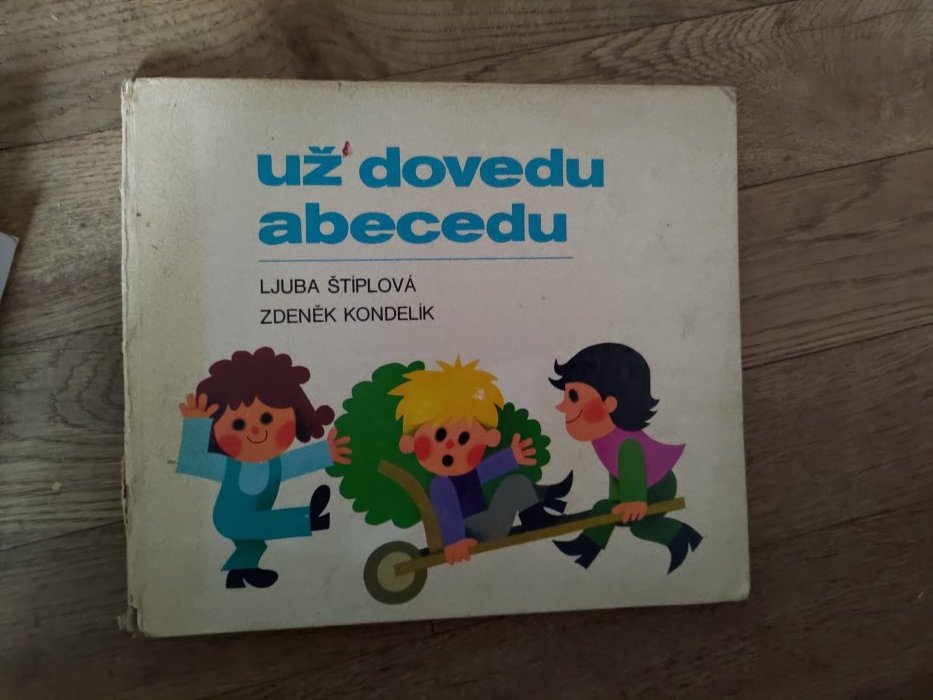 už dovedu
abecedu
LJUBA ŠTÍPLOVÁ
ZDENĚK KONDELÍK